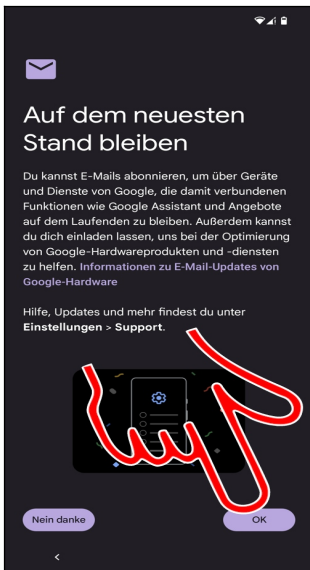 Auf dem neuesten
Stand bleiben
Du kannst E-Mails abonnieren, um über Geräte
und Dienste von Google, die damit verbundenen
Funktionen wie Google Assistant und Angebote
auf dem Laufenden zu bleiben. Außerdem kannst
du dich einladen lassen, uns bei der Optimierung
von Google-Hardwareprodukten und -diensten
zu helfen. Informationen zu E-Mail-Updates von
Google-Hardware
Hilfe, Updates und mehr findest du unter
Einstellungen > Support.
Nein danke
OK